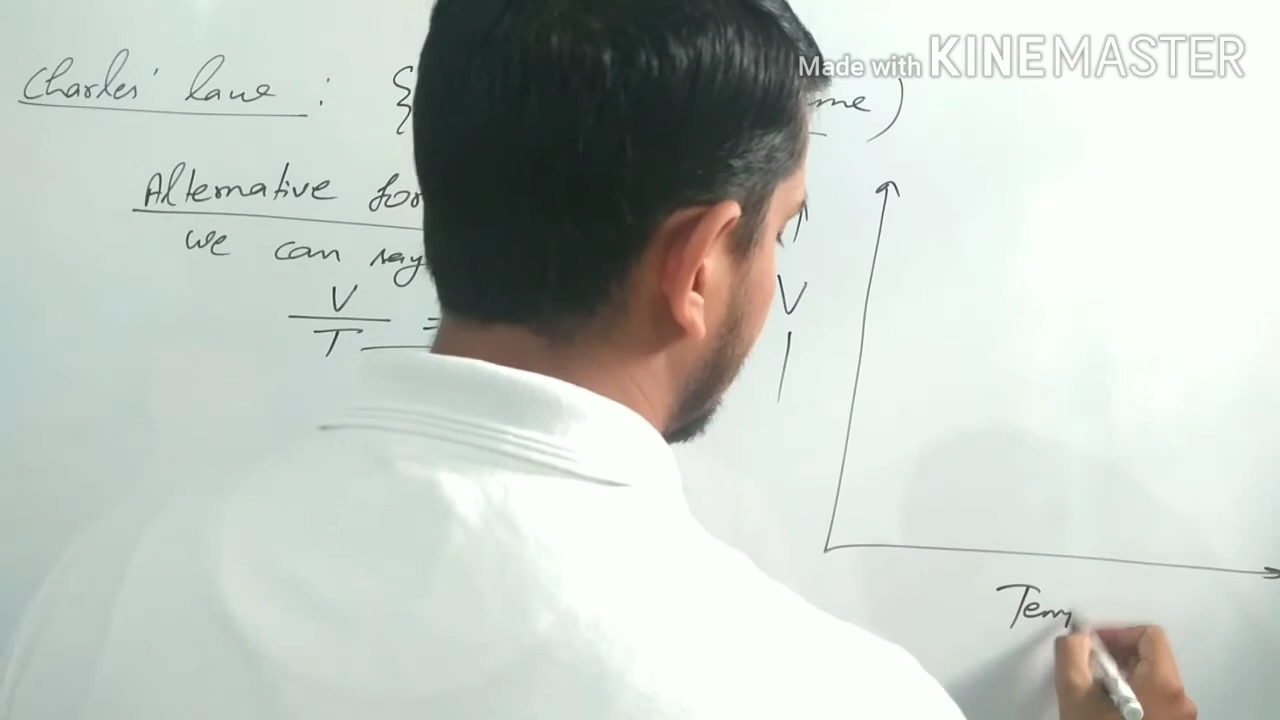 Made with KINEMASTER
Charles' law : { me )
Alternative for
we can say
V
T =
V
Temp